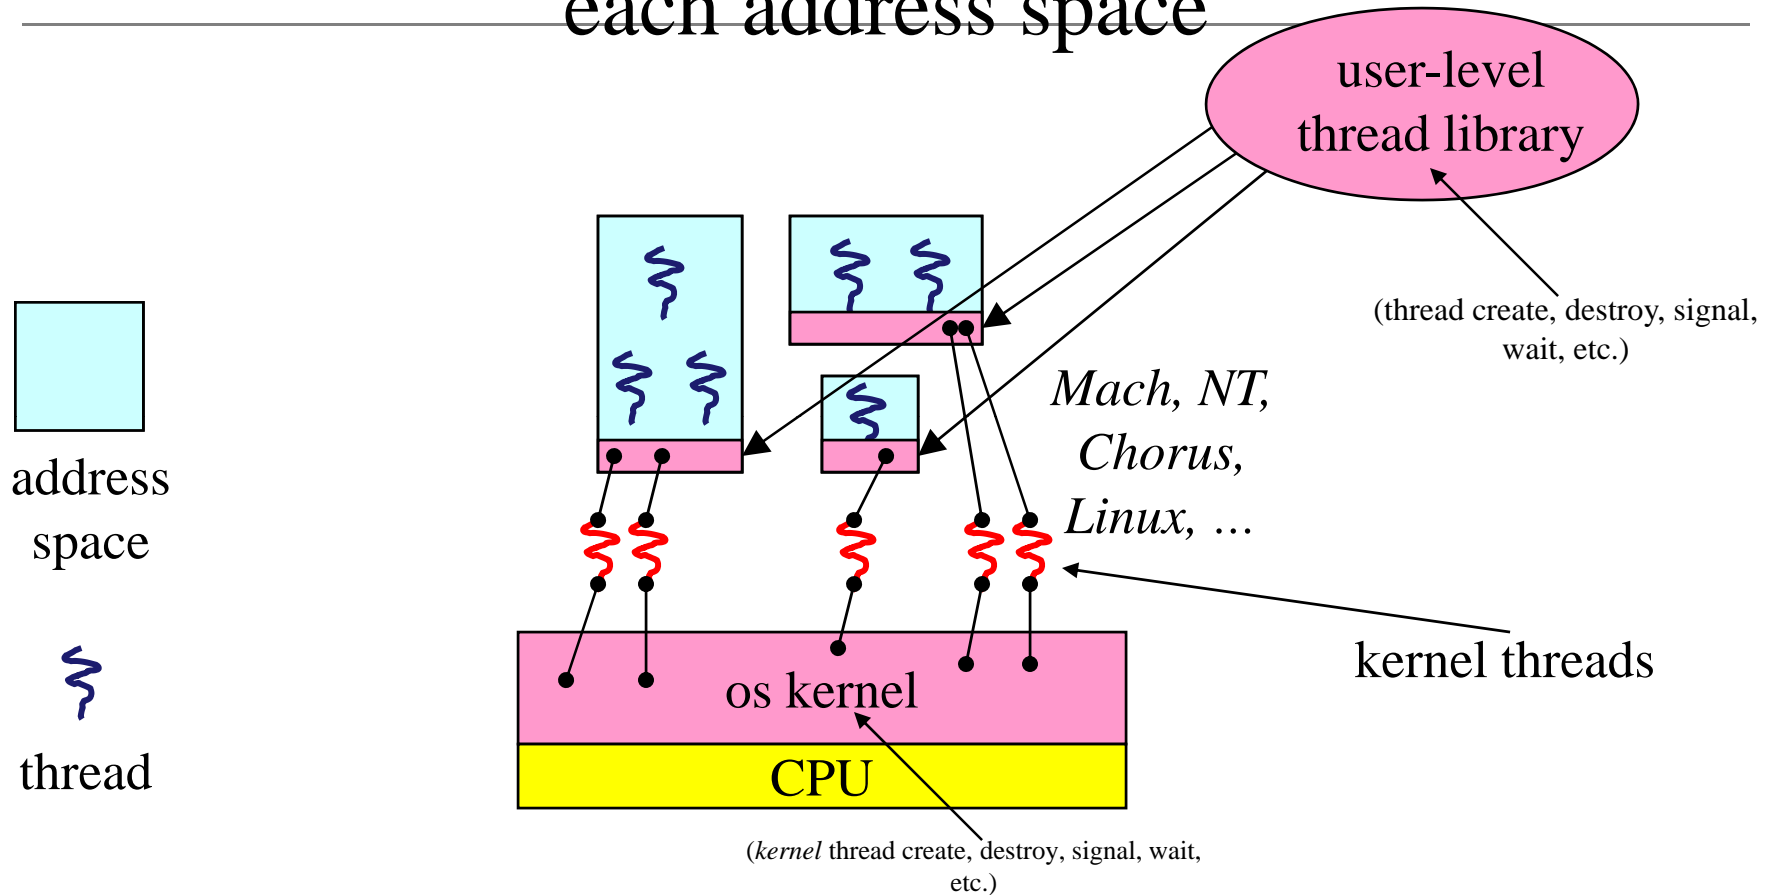 each address space
user-level
thread library
(thread create, destroy, signal,
wait, etc.)
Mach, NT,
Chorus,
Linux, …
address
space
kernel threads
os kernel
thread
CPU
(kernel thread create, destroy, signal, wait,
etc.)